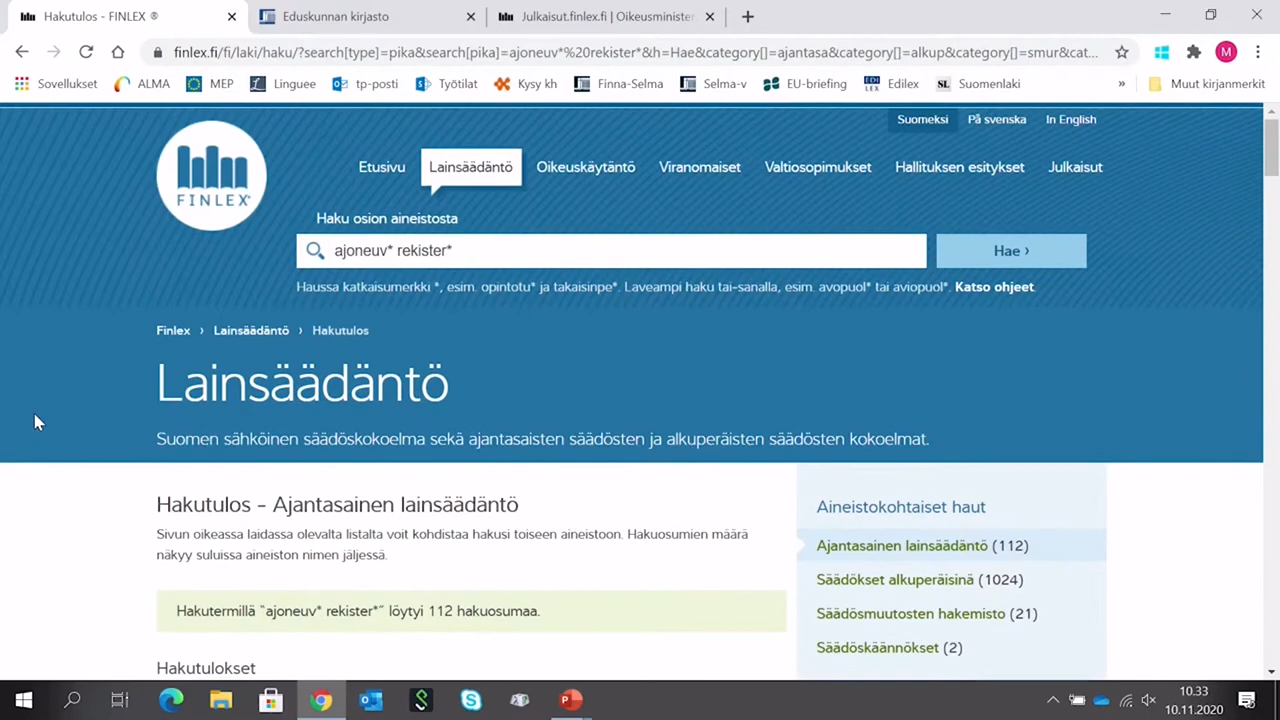 Hakutulos - FINLEX ®
Eduskunnan kirjasto
Julkaisut.finlex.fi | Oikeusminister
finlex.fi/fi/laki/haku/?search[type]=pika&search[pika]=ajoneuv*%20rekister*&h=Hae&category[]=ajantasa&category[]=alkup&category[]=smur&cat...
M
Sovellukset
ALMA
MEP
Linguee
tp-posti
Työtilat
Kysy kh
Finna-Selma
Selma-v
EU-briefing
EDI LEX Edilex
SL Suomenlaki
»
Muut kirjanmerkit
Suomeksi
På svenska
In English
FINLEX®
Etusivu
Lainsäädäntö
Oikeuskäytäntö
Viranomaiset
Valtiosopimukset
Hallituksen esitykset
Julkaisut
Haku osion aineistosta
ajoneuv* rekister*
Hae ›
Haussa katkaisumerkki *, esim. opintotu* ja takaisinpe*. Laveampi haku tai-sanalla, esim. avopuol* tai aviopuol*. Katso ohjeet.
Finlex › Lainsäädäntö › Hakutulos
Lainsäädäntö
Suomen sähköinen säädöskokoelma sekä ajantasaisten säädösten ja alkuperäisten säädösten kokoelmat.
Hakutulos - Ajantasainen lainsäädäntö
Sivun oikeassa laidassa olevalta listalta voit kohdistaa hakusi toiseen aineistoon. Hakuosumien määrä
näkyy suluissa aineiston nimen jäljessä.
Hakutermillä "ajoneuv* rekister*" löytyi 112 hakuosumaa.
Hakutulokset
Aineistokohtaiset haut
Ajantasainen lainsäädäntö (112)
Säädökset alkuperäisinä (1024)
Säädösmuutosten hakemisto (21)
Säädöskäännökset (2)
10.33
10.11.2020